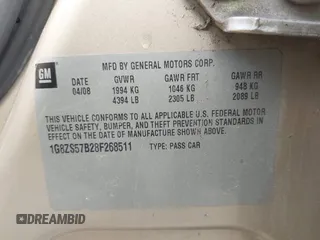 GM
MFD BY GENERAL MOTORS CORP.
04/08 GVWR GAWR FRT GAWR RR
1994 KG 1046 KG 948 KG
4394 LB 2305 LB 2089 LB
THIS VEHICLE CONFORMS TO ALL APPLICABLE U.S. FEDERAL MOTOR
VEHICLE SAFETY, BUMPER, AND THEFT PREVENTION STANDARDS IN
EFFECT ON THE DATE OF MANUFACTURE SHOWN ABOVE.
1G8ZS57B28F268511 TYPE: PASS CAR
AUTOBIDMASTER